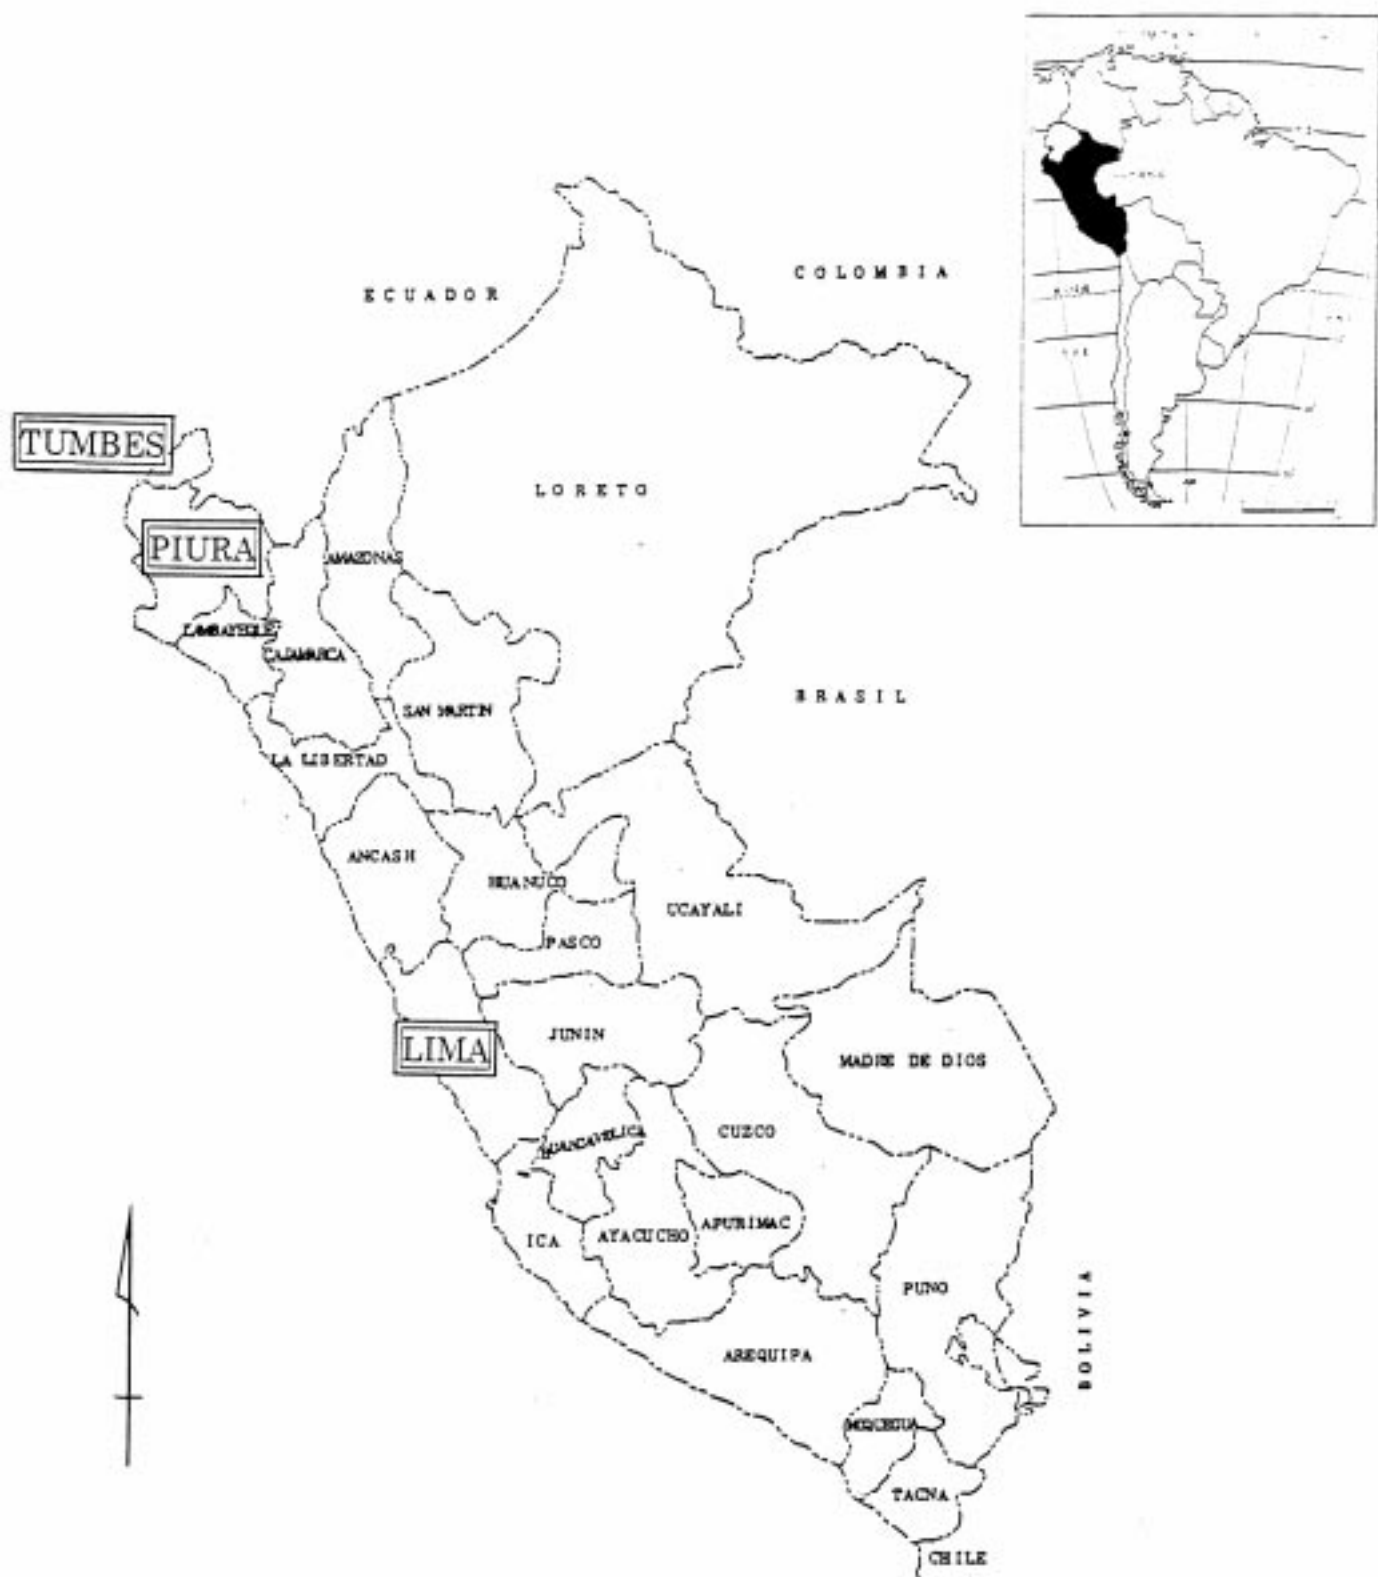 COLOMBIA
ECUADOR
TUMBES
LORETO
PIURA
AMAZONAS
LAMBAYEQUE
CAJAMARCA
BRASIL
SAN MARTIN
LA LIBERTAD
ANCASH
HUANUCO
UCAYALI
PASCO
JUNIN
LIMA
MADRE DE DIOS
CUZCO
HUANCAVELICA
APURIMAC
ICA
AYACUCHO
PUNO
BOLIVIA
AREQUIPA
MOQUEGUA
TACNA
CHILE